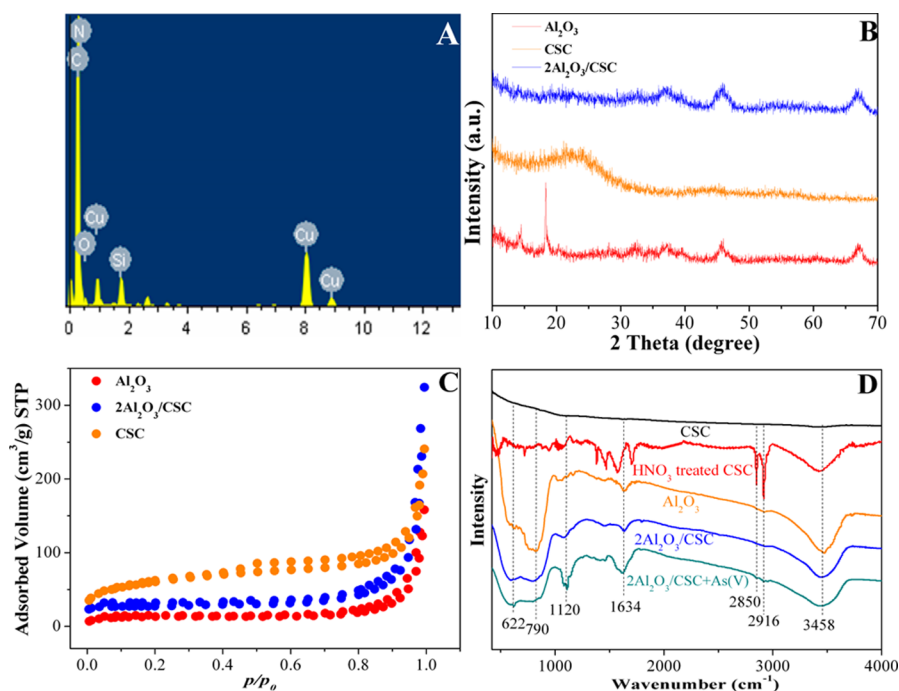 A
N
C
Cu
O
Si
Cu
Cu
0 2 4 6 8 10 12
B
Al₂O₃
CSC
2Al₂O₃/CSC
Intensity (a.u.)
10 20 30 40 50 60 70
2 Theta (degree)
C
Al₂O₃
2Al₂O₃/CSC
CSC
Adsorbed Volume (cm³/g) STP
300
200
100
0
0.0 0.2 0.4 0.6 0.8 1.0
p/p₀
D
CSC
HNO₃ treated CSC
Al₂O₃
2Al₂O₃/CSC
2Al₂O₃/CSC+As(V)
622 790 1120 1634 2850 2916 3458
Intensity
1000 2000 3000 4000
Wavenumber (cm⁻¹)